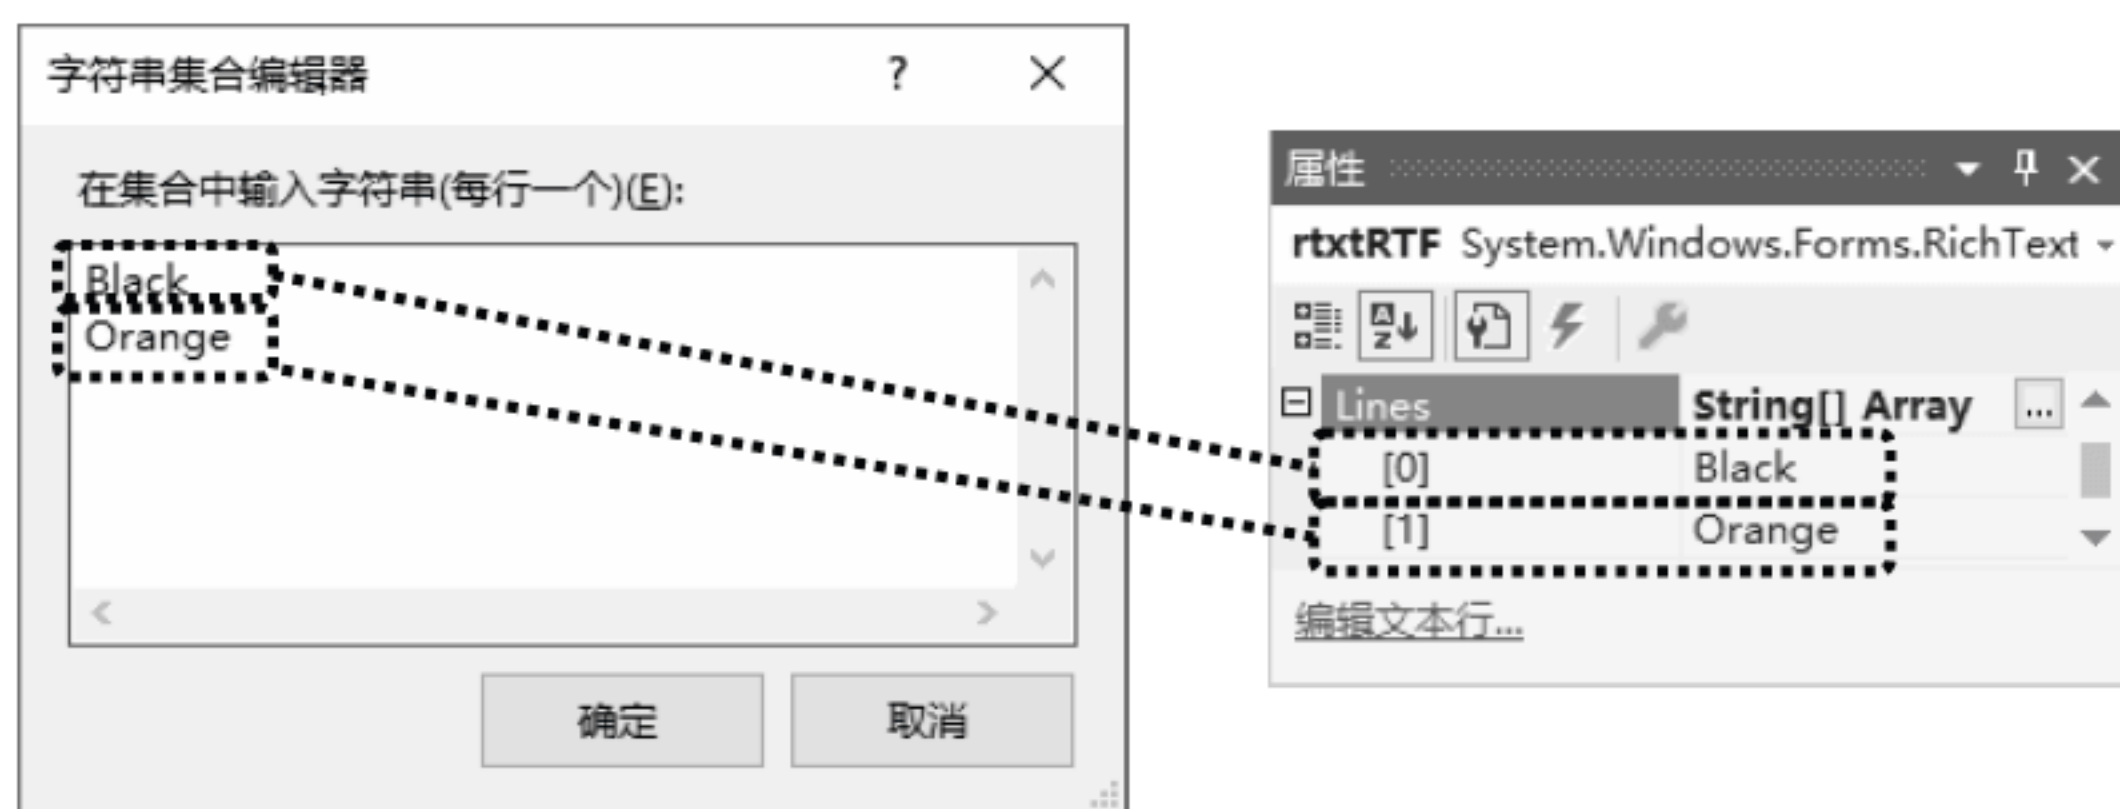 字符串集合编辑器
?
在集合中输入字符串(每行一个)(E):
Black
Orange
确定
取消
属性
rtxtRTF System.Windows.Forms.RichText
Lines String[] Array ...
[0] Black
[1] Orange
编辑文本行...